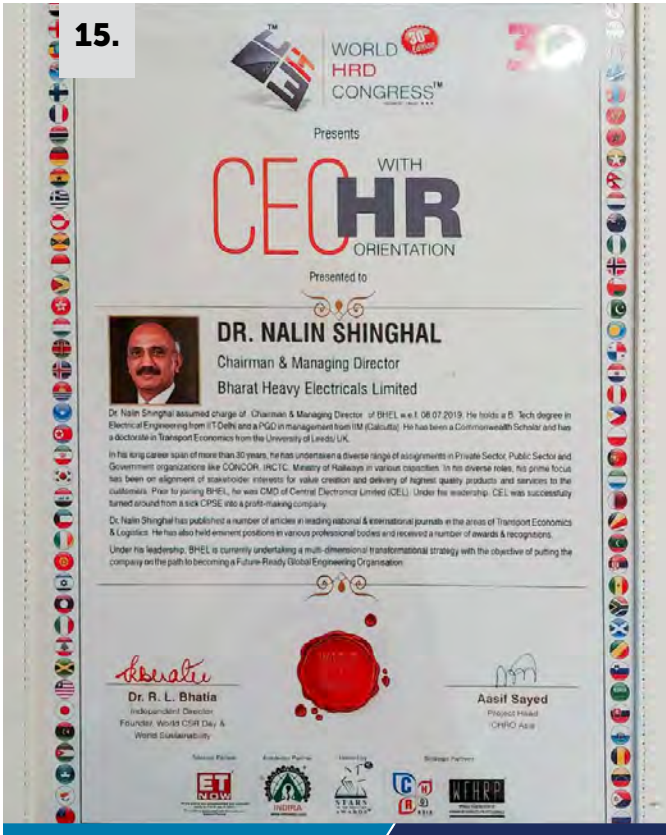 15.
WORLD
HRD
CONGRESS™
30th
Edition
Presents
CEO WITH
HR
ORIENTATION
Presented to
DR. NALIN SHINGHAL
Chairman & Managing Director
Bharat Heavy Electricals Limited
Dr. Nalin Shinghal assumed charge of Chairman & Managing Director of BHEL w.e.f. 08.07.2019. He holds a B. Tech degree in
Electrical Engineering from IIT-Delhi and a PGD in management from IIM (Calcutta). He has been a Commonwealth Scholar and has
a doctorate in Transport Economics from the University of Leeds/ UK.
In his long career span of more than 30 years, he has undertaken a diverse range of assignments in Private Sector, Public Sector and
Government organizations like CONCOR, IRCTC, Ministry of Railways in various capacities. In his diverse roles, his prime focus
has been on alignment of stakeholder interests for value creation and delivery of highest quality products and services to the
customers. Prior to joining BHEL, he was CMD of Central Electronics Limited (CEL). Under his leadership, CEL was successfully
turned around from a sick CPSE into a profit-making company.
Dr. Nalin Shinghal has published a number of articles in leading national & international journals in the areas of Transport Economics
& Logistics. He has also held eminent positions in various professional bodies and received a number of awards & recognitions.
Under his leadership, BHEL is currently undertaking a multi-dimensional transformational strategy with the objective of putting the
company on the path to becoming a Future-Ready Global Engineering Organisation.
Dr. R. L. Bhatia
Independent Director
Founder, World CSR Day &
World Sustainability
Aasif Sayed
Project Head
CHRO Asia
Strategic Partners
ET
NOW
INDIRA
STARS
AWARDS
CHRO
ASIA
WFHRP